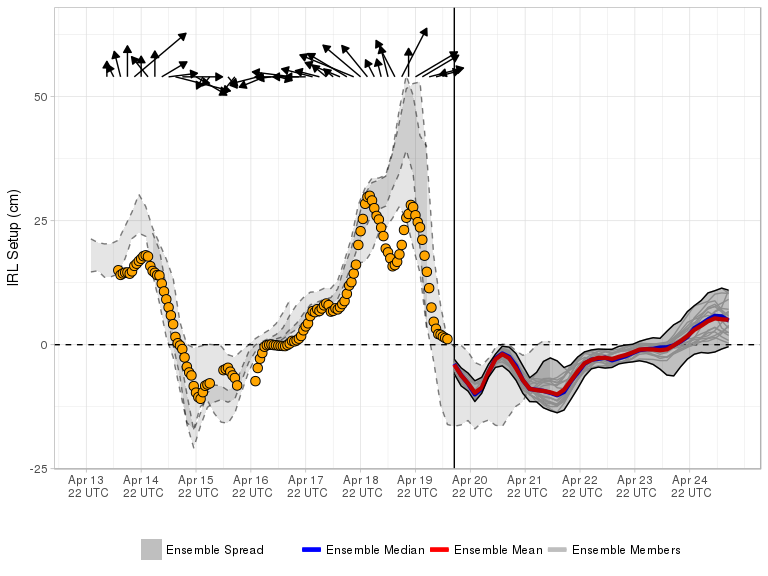 IRL Setup (cm)
50
25
0
-25
Apr 13 Apr 14 Apr 15 Apr 16 Apr 17 Apr 18 Apr 19 Apr 20 Apr 21 Apr 22 Apr 23 Apr 24
22 UTC 22 UTC 22 UTC 22 UTC 22 UTC 22 UTC 22 UTC 22 UTC 22 UTC 22 UTC 22 UTC 22 UTC
Ensemble Spread Ensemble Median Ensemble Mean Ensemble Members